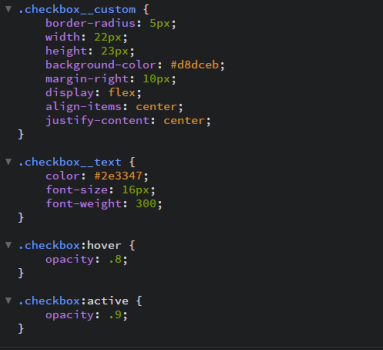 .checkbox__custom {
border-radius: 5px;
width: 22px;
height: 23px;
background-color: #d8dceb;
margin-right: 10px;
display: flex;
align-items: center;
justify-content: center;
}
.checkbox__text {
color: #2e3347;
font-size: 16px;
font-weight: 300;
}
.checkbox:hover {
opacity: .8;
}
.checkbox:active {
opacity: .9;
}